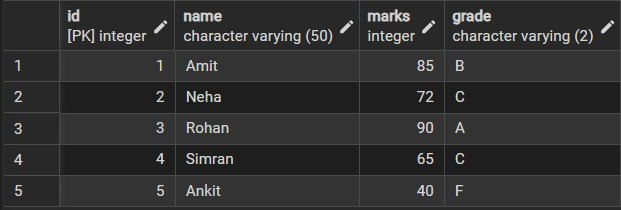 id name marks grade
[PK] integer character varying (50) integer character varying (2)
1 1 Amit 85 B
2 2 Neha 72 C
3 3 Rohan 90 A
4 4 Simran 65 C
5 5 Ankit 40 F